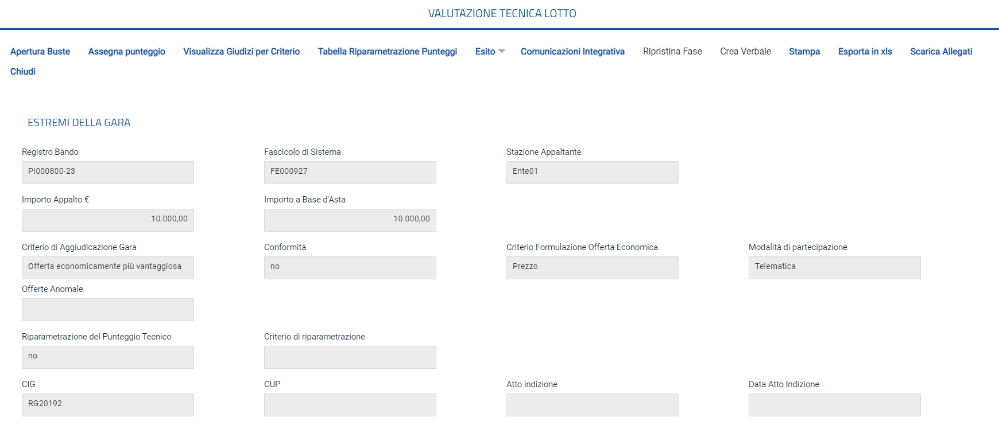 VALUTAZIONE TECNICA LOTTO
Apertura Buste Assegna punteggio Visualizza Giudizi per Criterio Tabella Riparametrazione Punteggi Esito Comunicazioni Integrativa Ripristina Fase Crea Verbale Stampa Esporta in xls Scarica Allegati
Chiudi
ESTREMI DELLA GARA
Registro Bando Fascicolo di Sistema Stazione Appaltante
PI000800-23 FE000927 Ente01
Importo Appalto € Importo a Base d'Asta
10.000,00 10.000,00
Criterio di Aggiudicazione Gara Conformità Criterio Formulazione Offerta Economica Modalità di partecipazione
Offerta economicamente più vantaggiosa no Prezzo Telematica
Offerte Anomale
Riparametrazione del Punteggio Tecnico Criterio di riparametrazione
no
CIG CUP Atto indizione Data Atto Indizione
RG20192